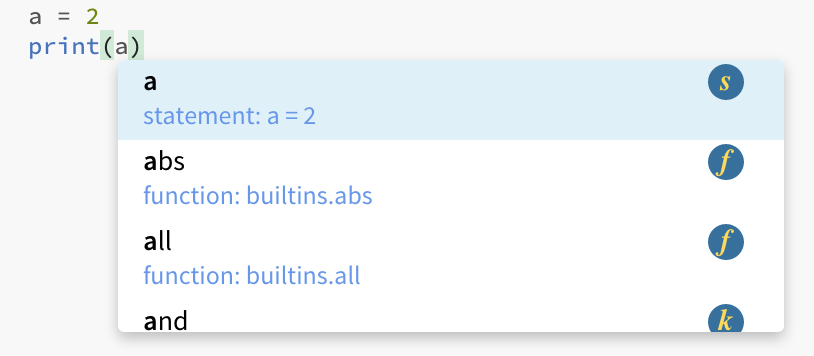 a = 2
print(a)
a s
statement: a = 2
abs f
function: builtins.abs
all f
function: builtins.all
and k